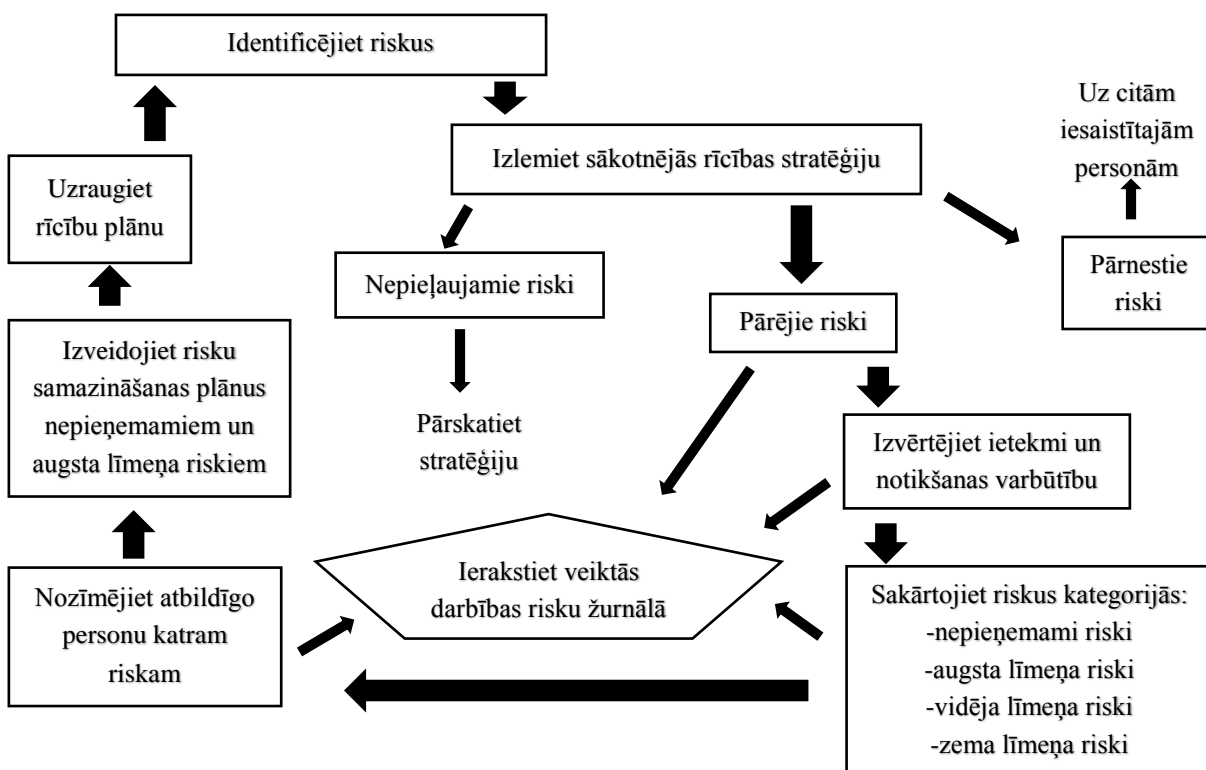 Identificējiet riskus
Izlemiet sākotnējās rīcības stratēģiju
Uz citām
iesaistītajām
personām
Uzraugiet
rīcību plānu
Nepieļaujamie riski
Pārējie riski
Pārnestie
riski
Izveidojiet risku
samazināšanas plānus
nepieņemamiem un
augsta līmeņa riskiem
Pārskatiet
stratēģiju
Izvērtējiet ietekmi un
notikšanas varbūtību
Nozīmējiet atbildīgo
personu katram
riskam
Ierakstiet veiktās
darbības risku žurnālā
Sakārtojiet riskus kategorijās:
-nepieņemami riski
-augsta līmeņa riski
-vidēja līmeņa riski
-zema līmeņa riski